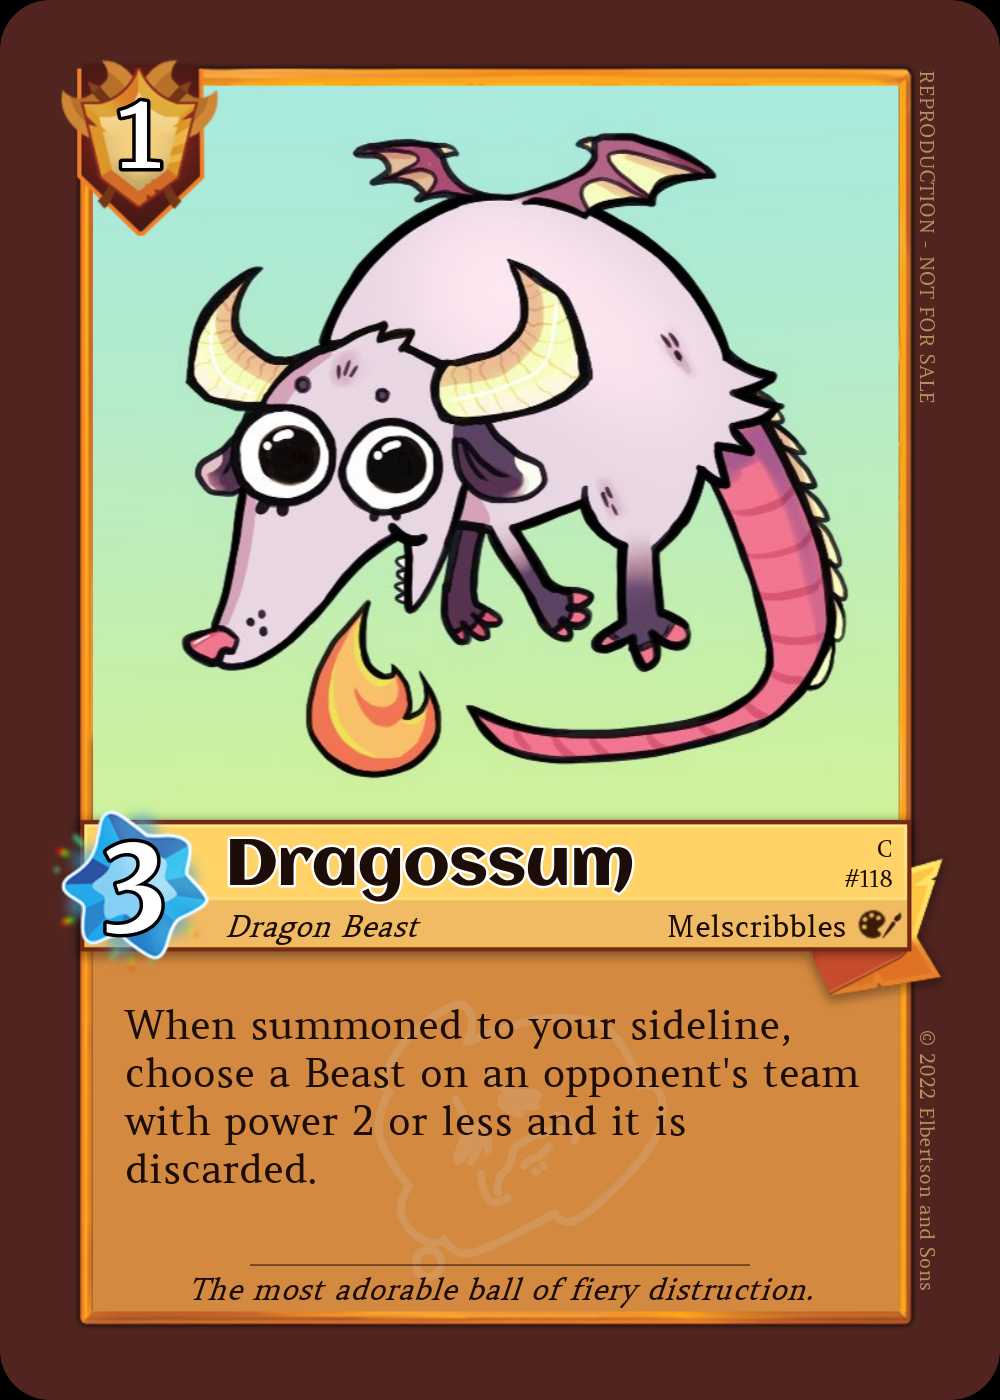 1
REPRODUCTION - NOT FOR SALE
3
Dragossum
C
#118
Dragon Beast
Melscribbles
When summoned to your sideline,
choose a Beast on an opponent's team
with power 2 or less and it is
discarded.
The most adorable ball of fiery distruction.
© 2022 Elbertson and Sons